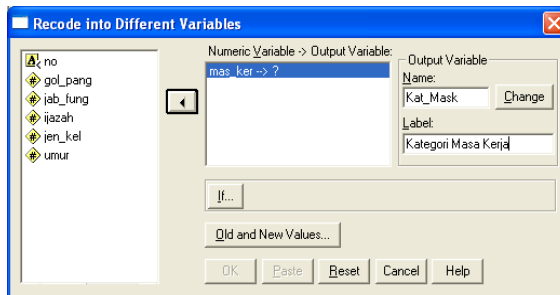 Recode into Different Variables
no
gol_pang
jab_fung
ijazah
jen_kel
umur
Numeric Variable -> Output Variable:
mas_ker --> ?
Output Variable
Name:
Kat_Mask
Change
Label:
Kategori Masa Kerja
If...
Old and New Values...
OK
Paste
Reset
Cancel
Help